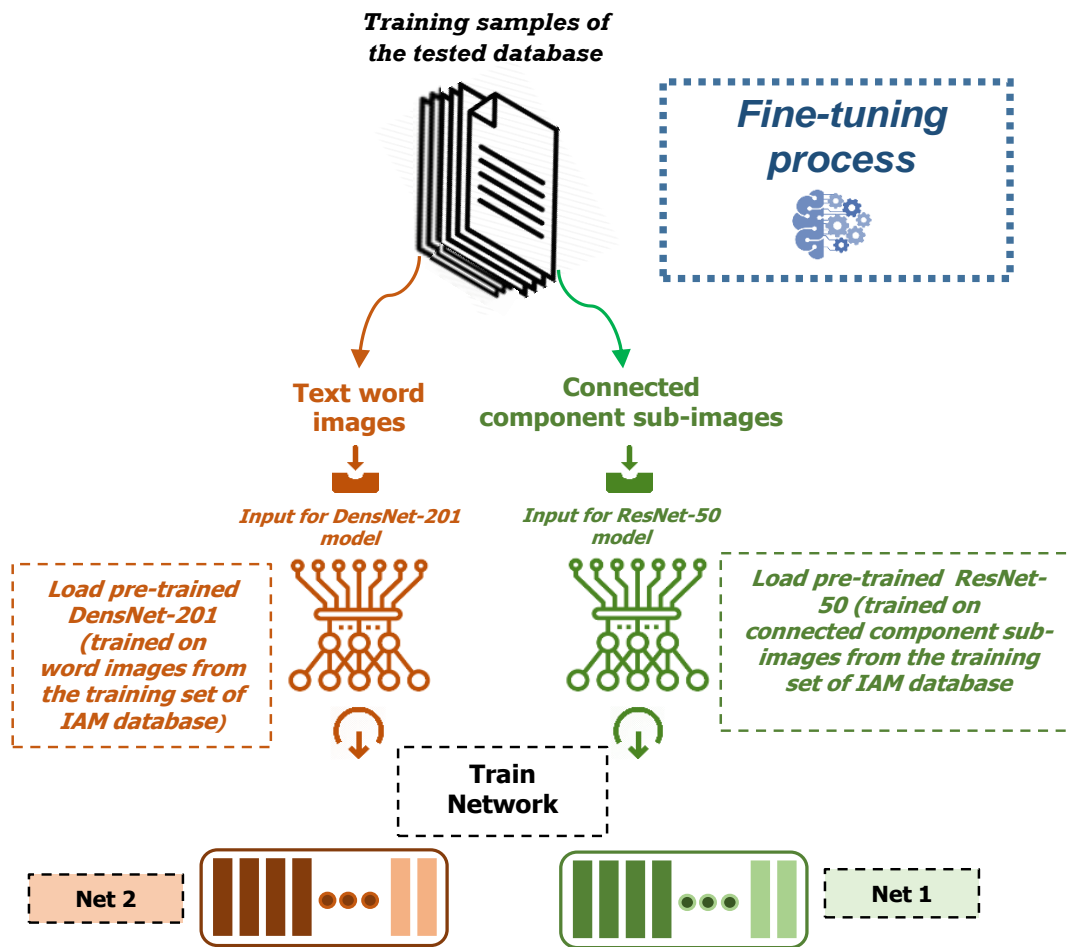 Training samples of
the tested database
Fine-tuning
process
Text word
images
Connected
component sub-images
Input for DensNet-201
model
Input for ResNet-50
model
Load pre-trained
DensNet-201
(trained on
word images from
the training set of
IAM database)
Load pre-trained ResNet-
50 (trained on
connected component sub-
images from the training
set of IAM database
Train
Network
Net 2
Net 1